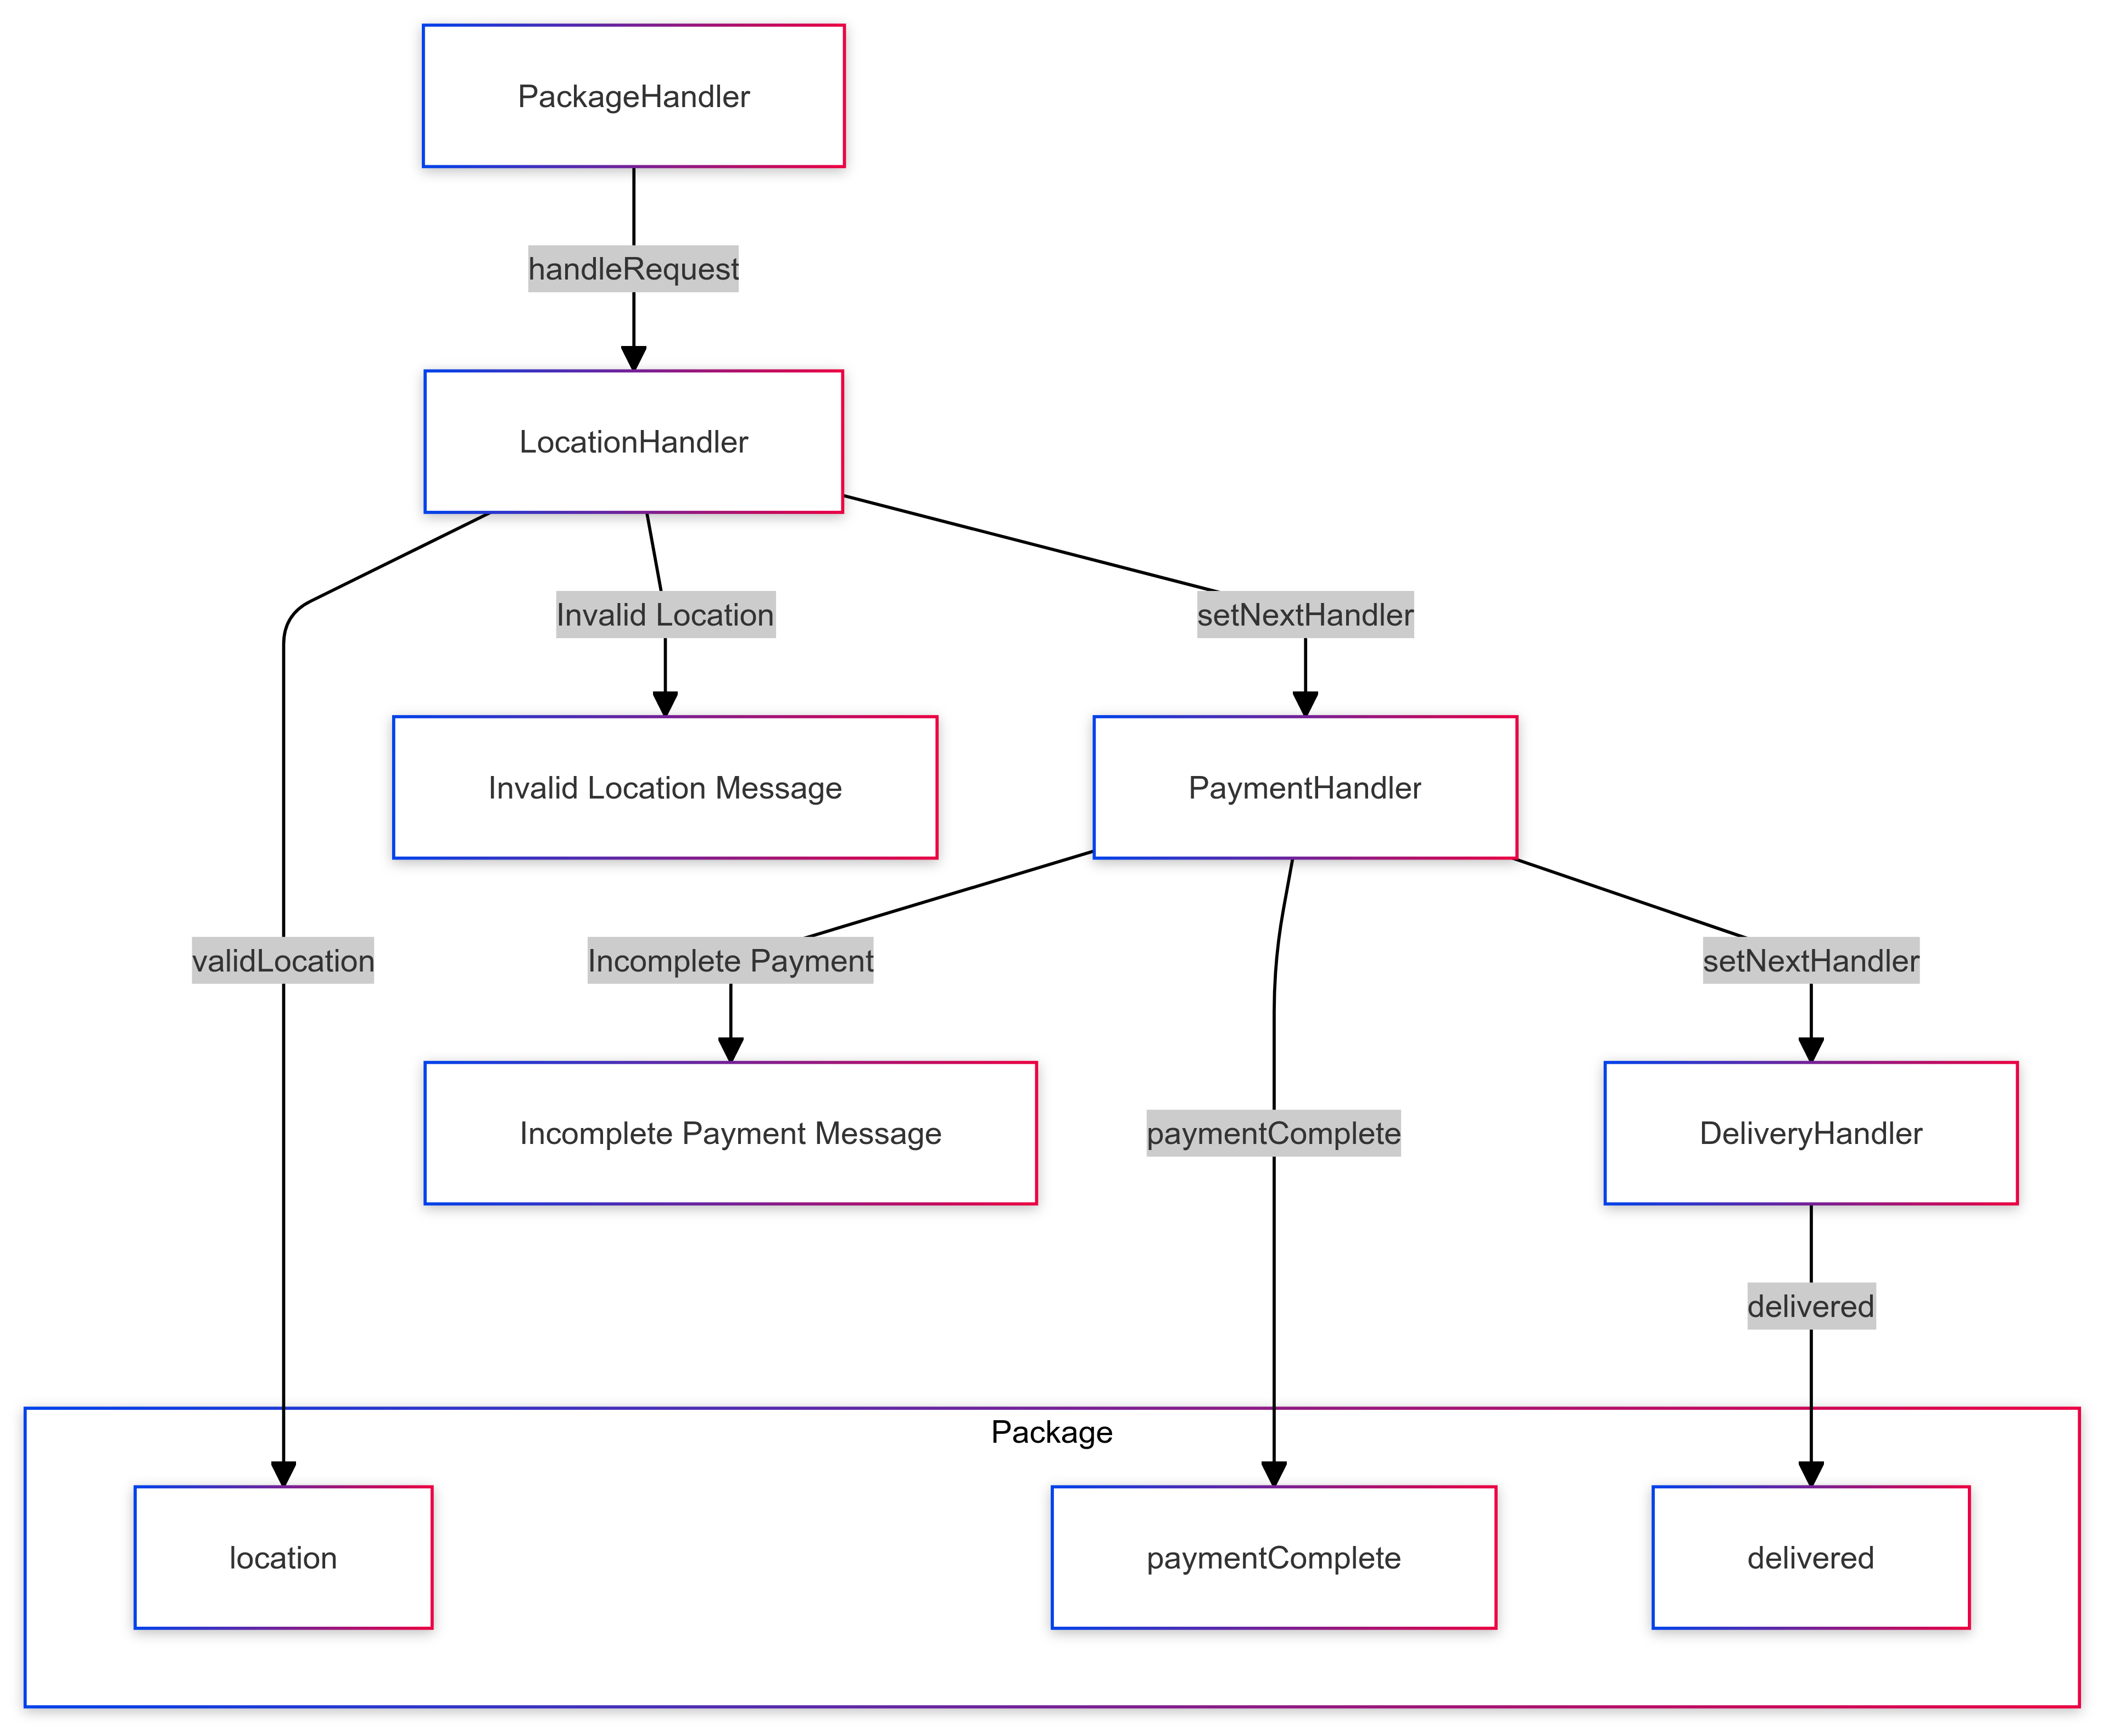 PackageHandler
handleRequest
LocationHandler
Invalid Location
setNextHandler
Invalid Location Message
PaymentHandler
validLocation
Incomplete Payment
setNextHandler
Incomplete Payment Message
paymentComplete
DeliveryHandler
delivered
Package
location
paymentComplete
delivered